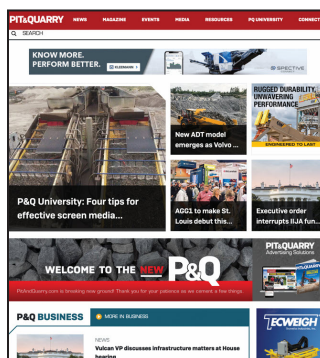 PIT&QUARRY NEWS MAGAZINE EVENTS MEDIA RESOURCES PQ UNIVERSITY CONNECT
SEARCH
KNOW MORE.
PERFORM BETTER.
KLEEMANN
SPECTIVE
RUGGED DURABILITY,
UNWAVERING
PERFORMANCE
ENGINEERED TO LAST
New ADT model
emerges as Volvo ...
P&Q University: Four tips for
effective screen media...
AGG1 to make St.
Louis debut this...
Executive order
interrupts IIJA fun...
WELCOME TO THE NEW P&Q
PitAndQuarry.com is breaking new ground! Thank you for your patience as we cement a few things.
PIT&QUARRY
Advertising Solutions
P&Q BUSINESS
MORE IN BUSINESS
TECWEIGH
NEWS
Vulcan VP discusses infrastructure matters at House
hearing